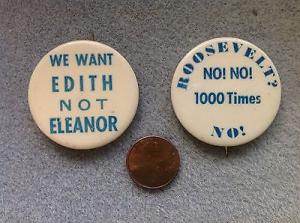 WE WANT
EDITH
NOT
ELEANOR
ROOSEVELT?
NO! NO!
1000 Times
NO!